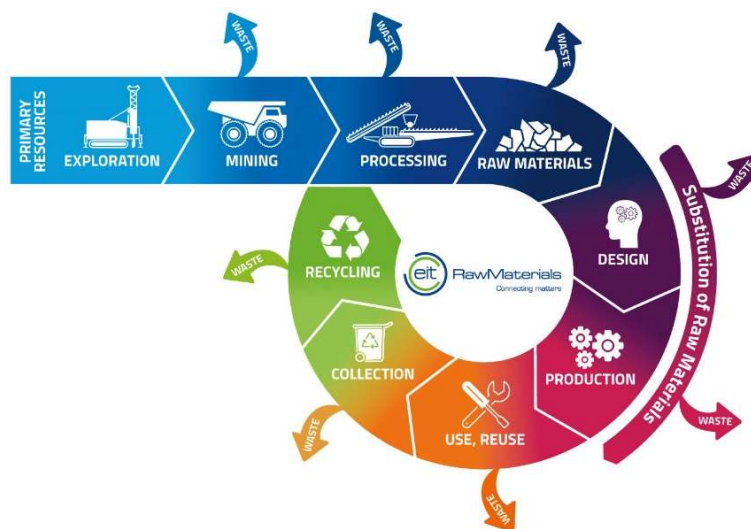 WASTE
WASTE
WASTE
PRIMARY
RESOURCES
EXPLORATION
MINING
PROCESSING
RAW MATERIALS
WASTE
Substitution of Raw Materials
DESIGN
WASTE
RECYCLING
eit RawMaterials
Connecting matters
COLLECTION
PRODUCTION
USE, REUSE
WASTE
WASTE
WASTE